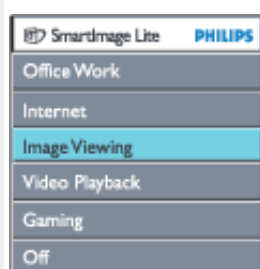 SmartImage Lite PHILIPS
Office Work
Internet
Image Viewing
Video Playback
Gaming
Off